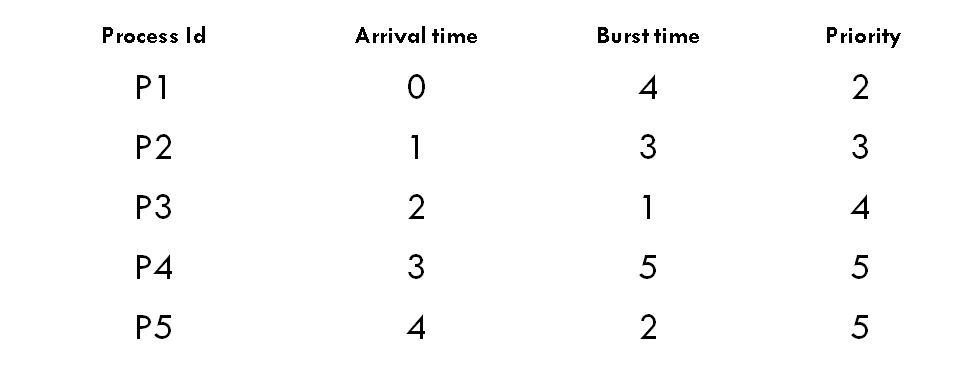 Process Id Arrival time Burst time Priority
P1 0 4 2
P2 1 3 3
P3 2 1 4
P4 3 5 5
P5 4 2 5